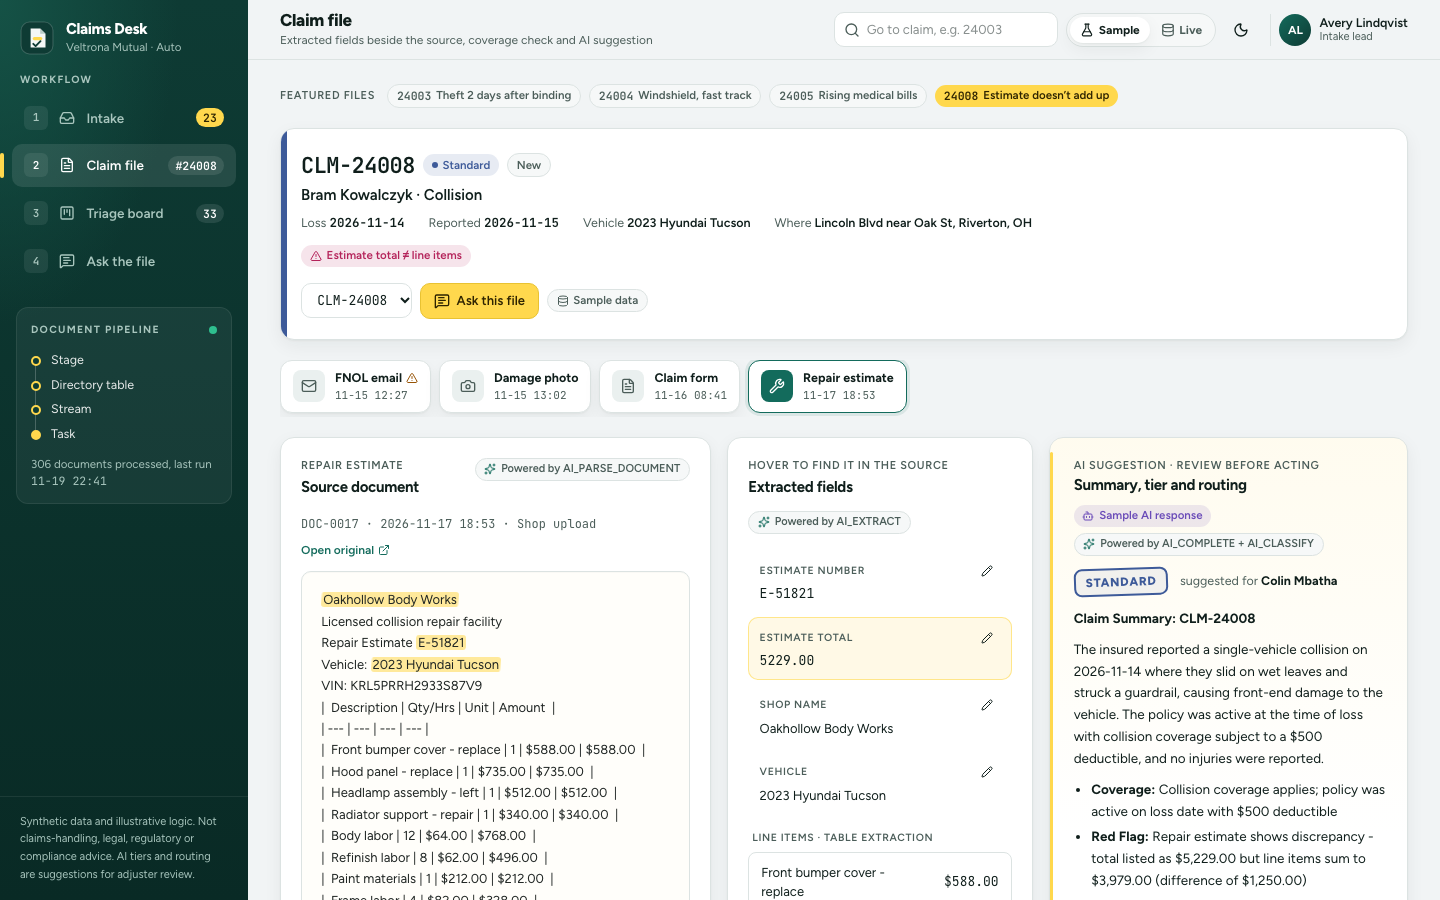 Claims Desk
Veltrona Mutual · Auto
WORKFLOW
1 Intake 23
2 Claim file #24008
3 Triage board 33
4 Ask the file
DOCUMENT PIPELINE
Stage
Directory table
Stream
Task
306 documents processed, last run
11-19 22:41
Synthetic data and illustrative logic. Not
claims-handling, legal, regulatory or
compliance advice. AI tiers and routing
are suggestions for adjuster review.
Claim file
Extracted fields beside the source, coverage check and AI suggestion
Go to claim, e.g. 24003
Sample
Live
AL
Avery Lindqvist
Intake lead
FEATURED FILES
24003 Theft 2 days after binding
24004 Windshield, fast track
24005 Rising medical bills
24008 Estimate doesn't add up
CLM-24008
Standard
New
Bram Kowalczyk · Collision
Loss 2026-11-14 Reported 2026-11-15 Vehicle 2023 Hyundai Tucson Where Lincoln Blvd near Oak St, Riverton, OH
Estimate total ≠ line items
CLM-24008
Ask this file
Sample data
FNOL email
11-15 12:27
Damage photo
11-15 13:02
Claim form
11-16 08:41
Repair estimate
11-17 18:53
REPAIR ESTIMATE
Source document
Powered by AI_PARSE_DOCUMENT
DOC-0017 · 2026-11-17 18:53 · Shop upload
Open original
Oakhollow Body Works
Licensed collision repair facility
Repair Estimate E-51821
Vehicle: 2023 Hyundai Tucson
VIN: KRL5PRRH2933S87V9
| Description | Qty/Hrs | Unit | Amount |
| --- | --- | --- | --- |
| Front bumper cover - replace | 1 | $588.00 | $588.00 |
| Hood panel - replace | 1 | $735.00 | $735.00 |
| Headlamp assembly - left | 1 | $512.00 | $512.00 |
| Radiator support - repair | 1 | $340.00 | $340.00 |
| Body labor | 12 | $64.00 | $768.00 |
| Refinish labor | 8 | $62.00 | $496.00 |
| Paint materials | 1 | $212.00 | $212.00 |
| Frame labor | 4 | $82.00 | $328.00 |
HOVER TO FIND IT IN THE SOURCE
Extracted fields
Powered by AI_EXTRACT
ESTIMATE NUMBER
E-51821
ESTIMATE TOTAL
5229.00
SHOP NAME
Oakhollow Body Works
VEHICLE
2023 Hyundai Tucson
LINE ITEMS · TABLE EXTRACTION
Front bumper cover - replace $588.00
AI SUGGESTION · REVIEW BEFORE ACTING
Summary, tier and routing
Sample AI response
Powered by AI_COMPLETE + AI_CLASSIFY
STANDARD suggested for Colin Mbatha
Claim Summary: CLM-24008
The insured reported a single-vehicle collision on
2026-11-14 where they slid on wet leaves and
struck a guardrail, causing front-end damage to the
vehicle. The policy was active at the time of loss
with collision coverage subject to a $500
deductible, and no injuries were reported.
• Coverage: Collision coverage applies; policy was
active on loss date with $500 deductible
• Red Flag: Repair estimate shows discrepancy -
total listed as $5,229.00 but line items sum to
$3,979.00 (difference of $1,250.00)